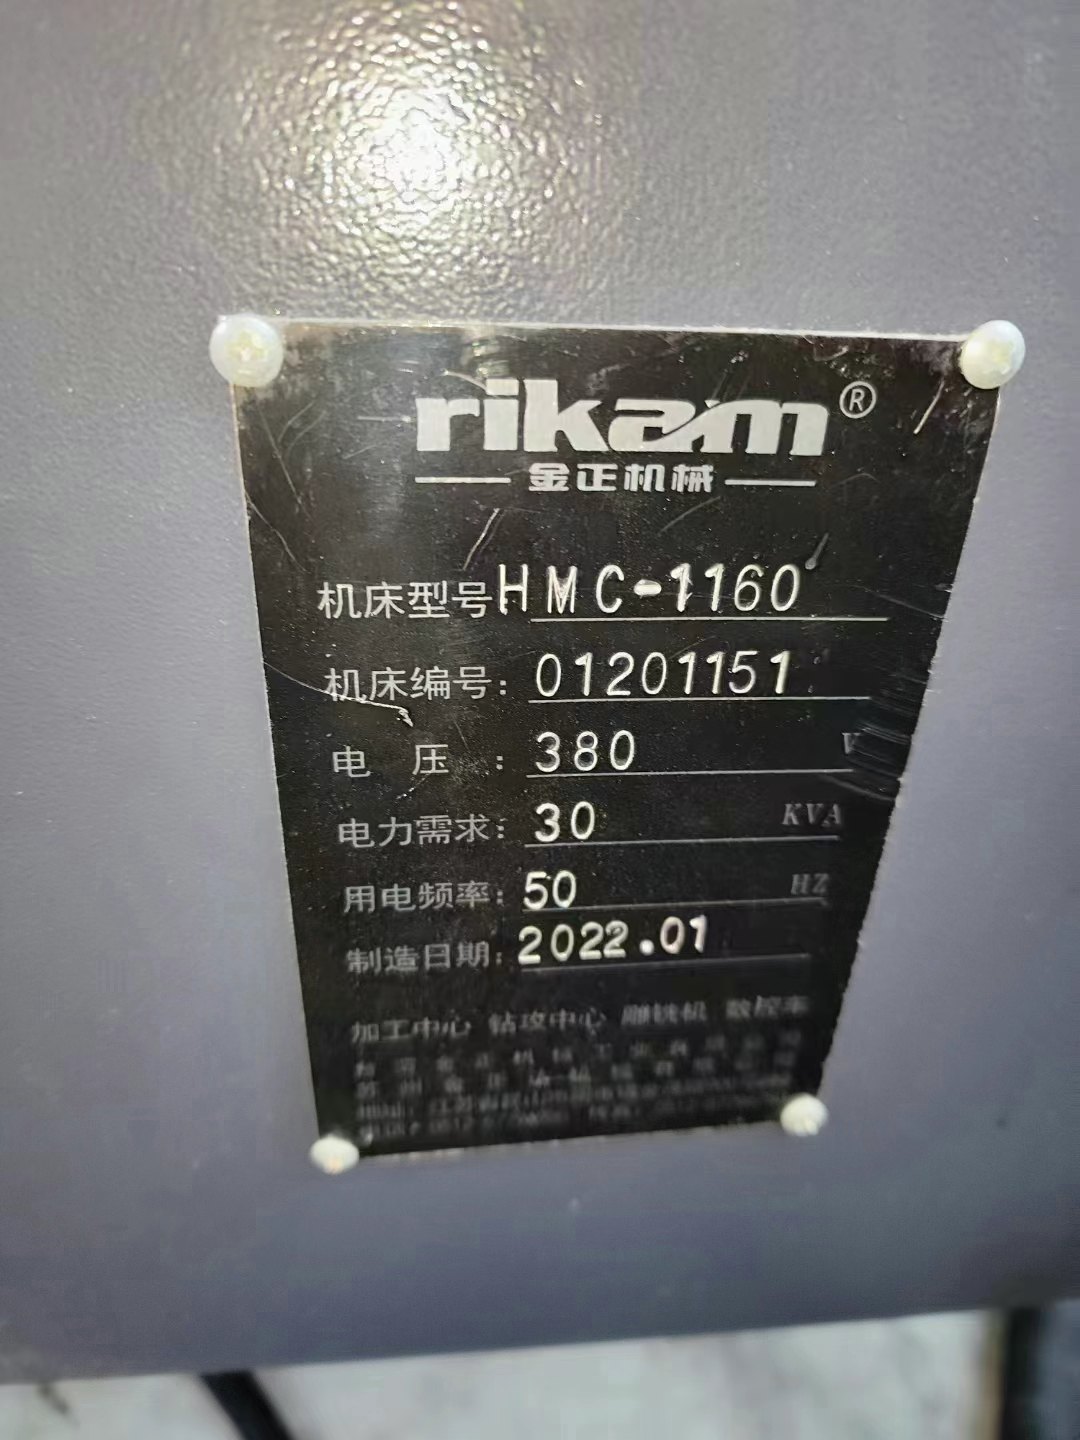 rikam®
金正机械
机床型号HMC-1160
机床编号：01201151
电 压 ：380 V
电力需求：30 KVA
用电频率：50 HZ
制造日期：2022.01
加工中心 钻攻中心 雕铣机 数控车